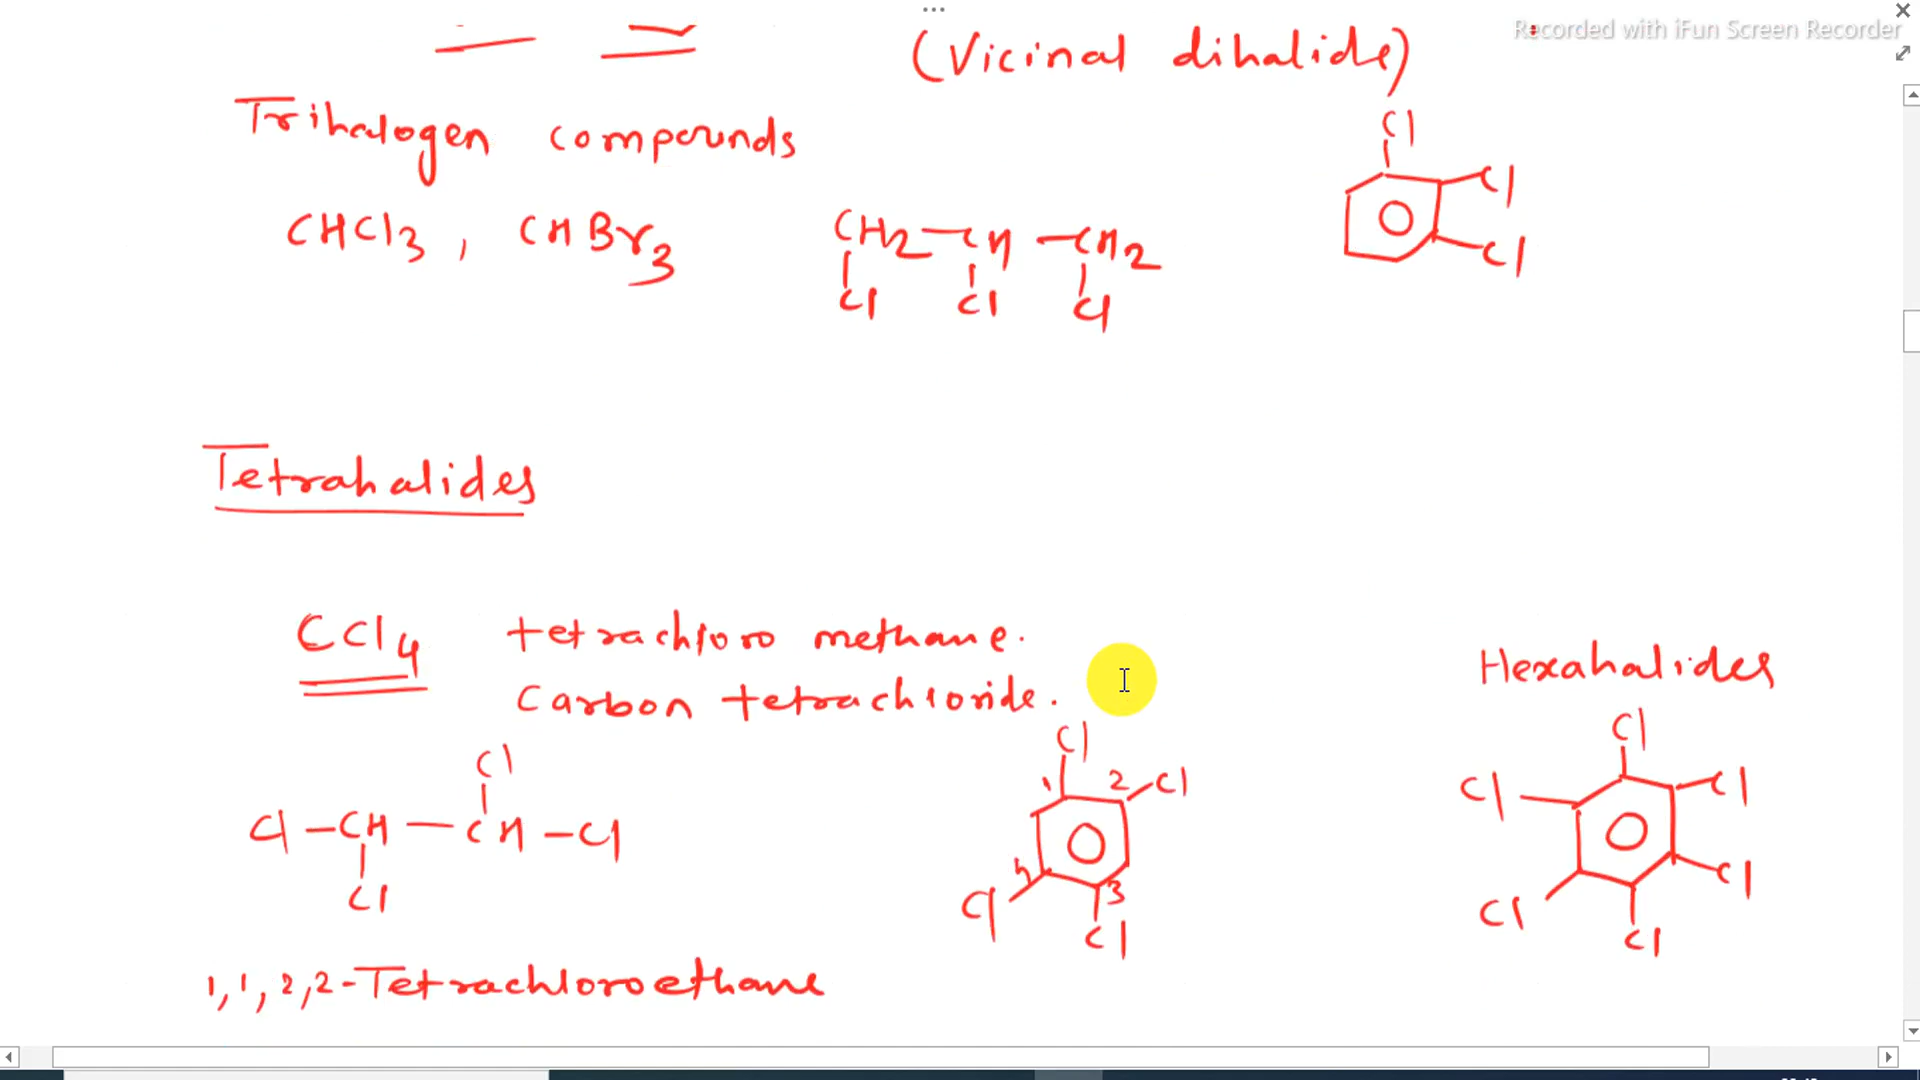 Recorded with iFun Screen Recorder
(Vicinal dihalide)
Trihalogen compounds
CHCl3, CHBr3
CH2-CH-CH2
Cl Cl Cl
Cl
Cl
Cl
Tetrahalides
CCl4 tetrachloro methane.
Carbon tetrachloride.
Cl
Cl-CH-CH-Cl
Cl
1,1,2,2-Tetrachloroethane
Cl
1 2 Cl
Cl 3
Cl
Hexahalides
Cl
Cl Cl
Cl Cl
Cl